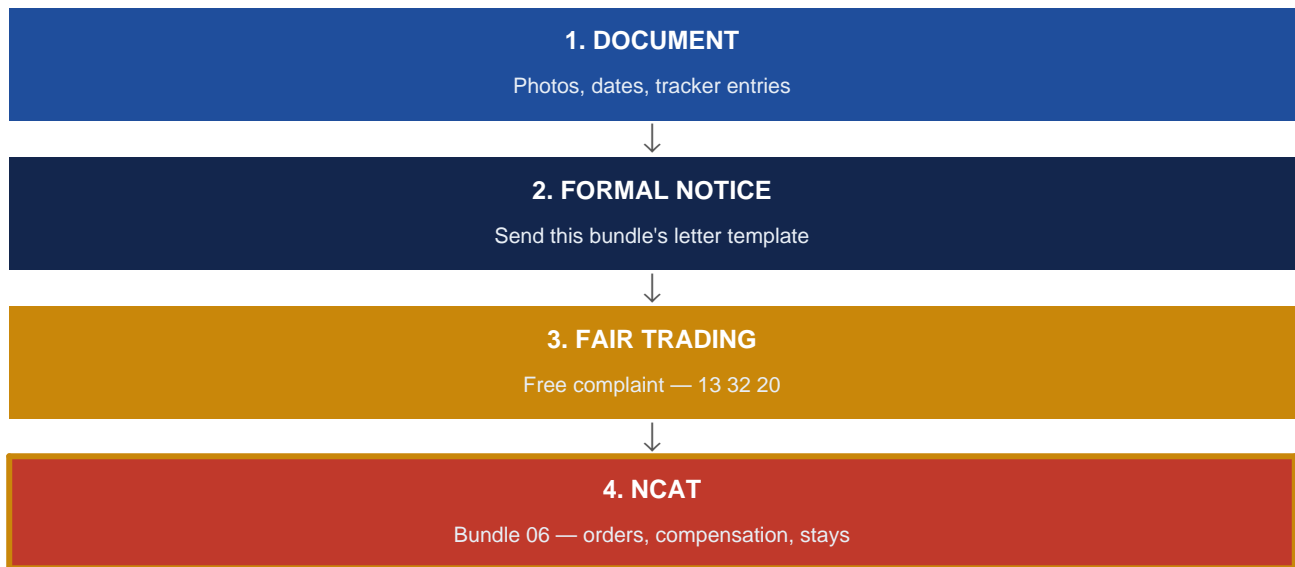 1. DOCUMENT
Photos, dates, tracker entries
↓
2. FORMAL NOTICE
Send this bundle's letter template
↓
3. FAIR TRADING
Free complaint — 13 32 20
↓
4. NCAT
Bundle 06 — orders, compensation, stays